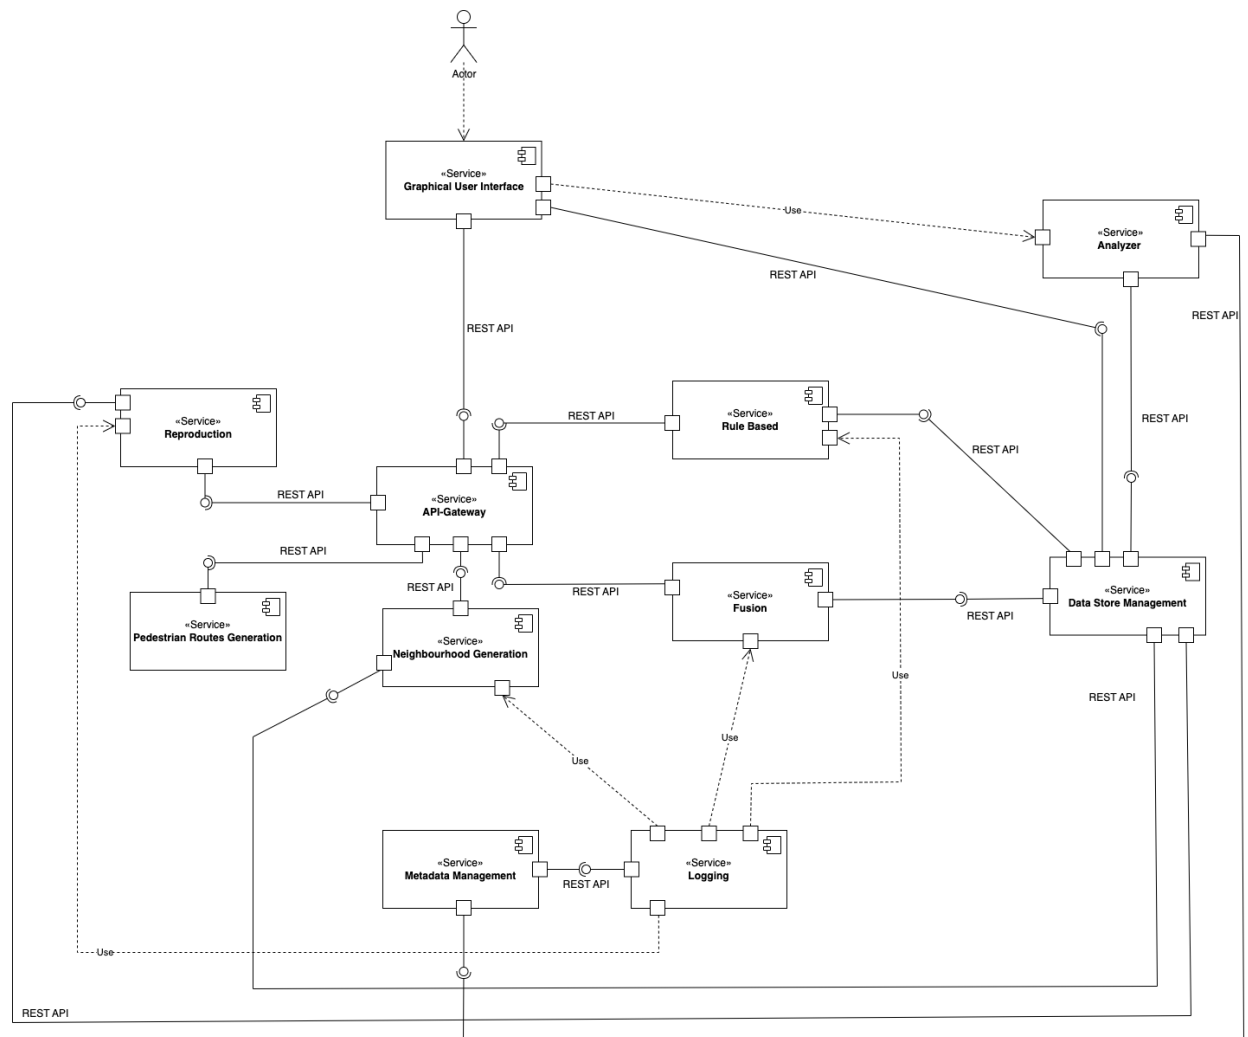 Actor
«Service»
Graphical User Interface
Use
«Service»
Analyzer
REST API
REST API
REST API
«Service»
Reproduction
REST API
«Service»
Rule Based
REST API
REST API
REST API
«Service»
API-Gateway
REST API
REST API
REST API
«Service»
Fusion
«Service»
Data Store Management
REST API
«Service»
Pedestrian Routes Generation
«Service»
Neighbourhood Generation
Use
REST API
Use
Use
«Service»
Metadata Management
REST API
«Service»
Logging
Use
REST API